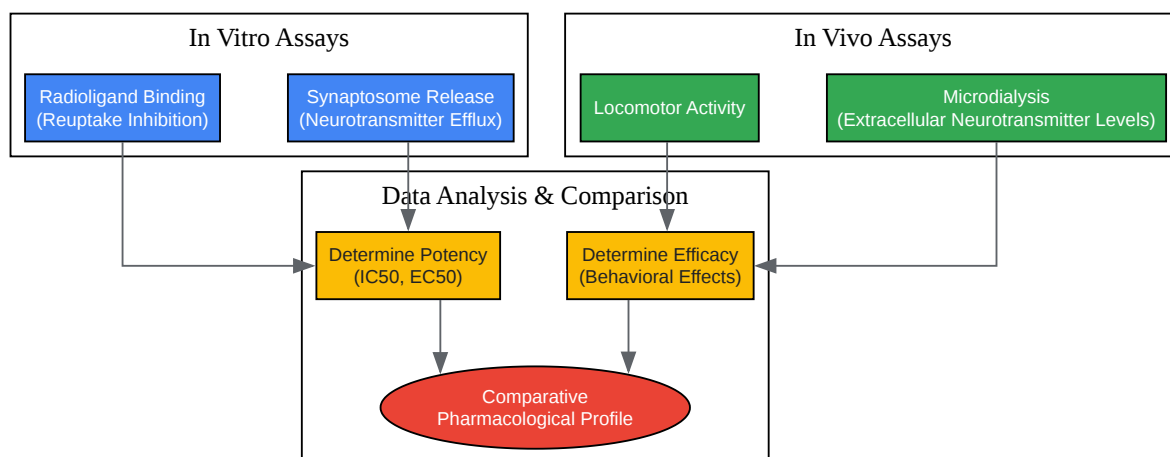 In Vitro Assays
In Vivo Assays
Radioligand Binding
(Reuptake Inhibition)
Synaptosome Release
(Neurotransmitter Efflux)
Locomotor Activity
Microdialysis
(Extracellular Neurotransmitter Levels)
Data Analysis & Comparison
Determine Potency
(IC50, EC50)
Determine Efficacy
(Behavioral Effects)
Comparative
Pharmacological Profile